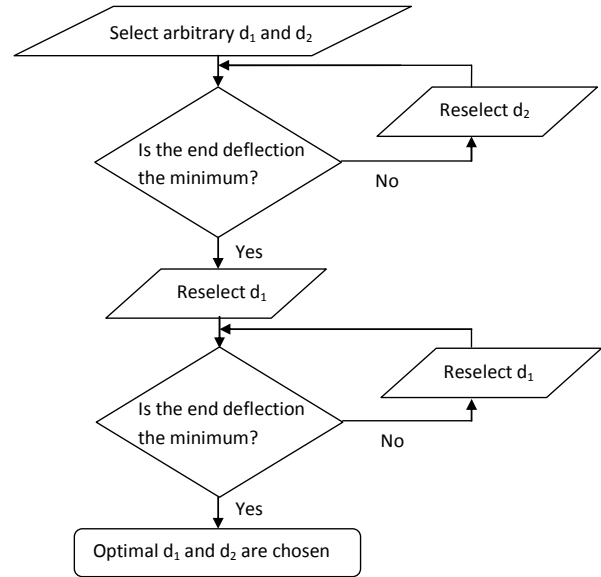 Select arbitrary d₁ and d₂
Reselect d₂
Is the end deflection
the minimum?
No
Yes
Reselect d₁
Reselect d₁
Is the end deflection
the minimum?
No
Yes
Optimal d₁ and d₂ are chosen